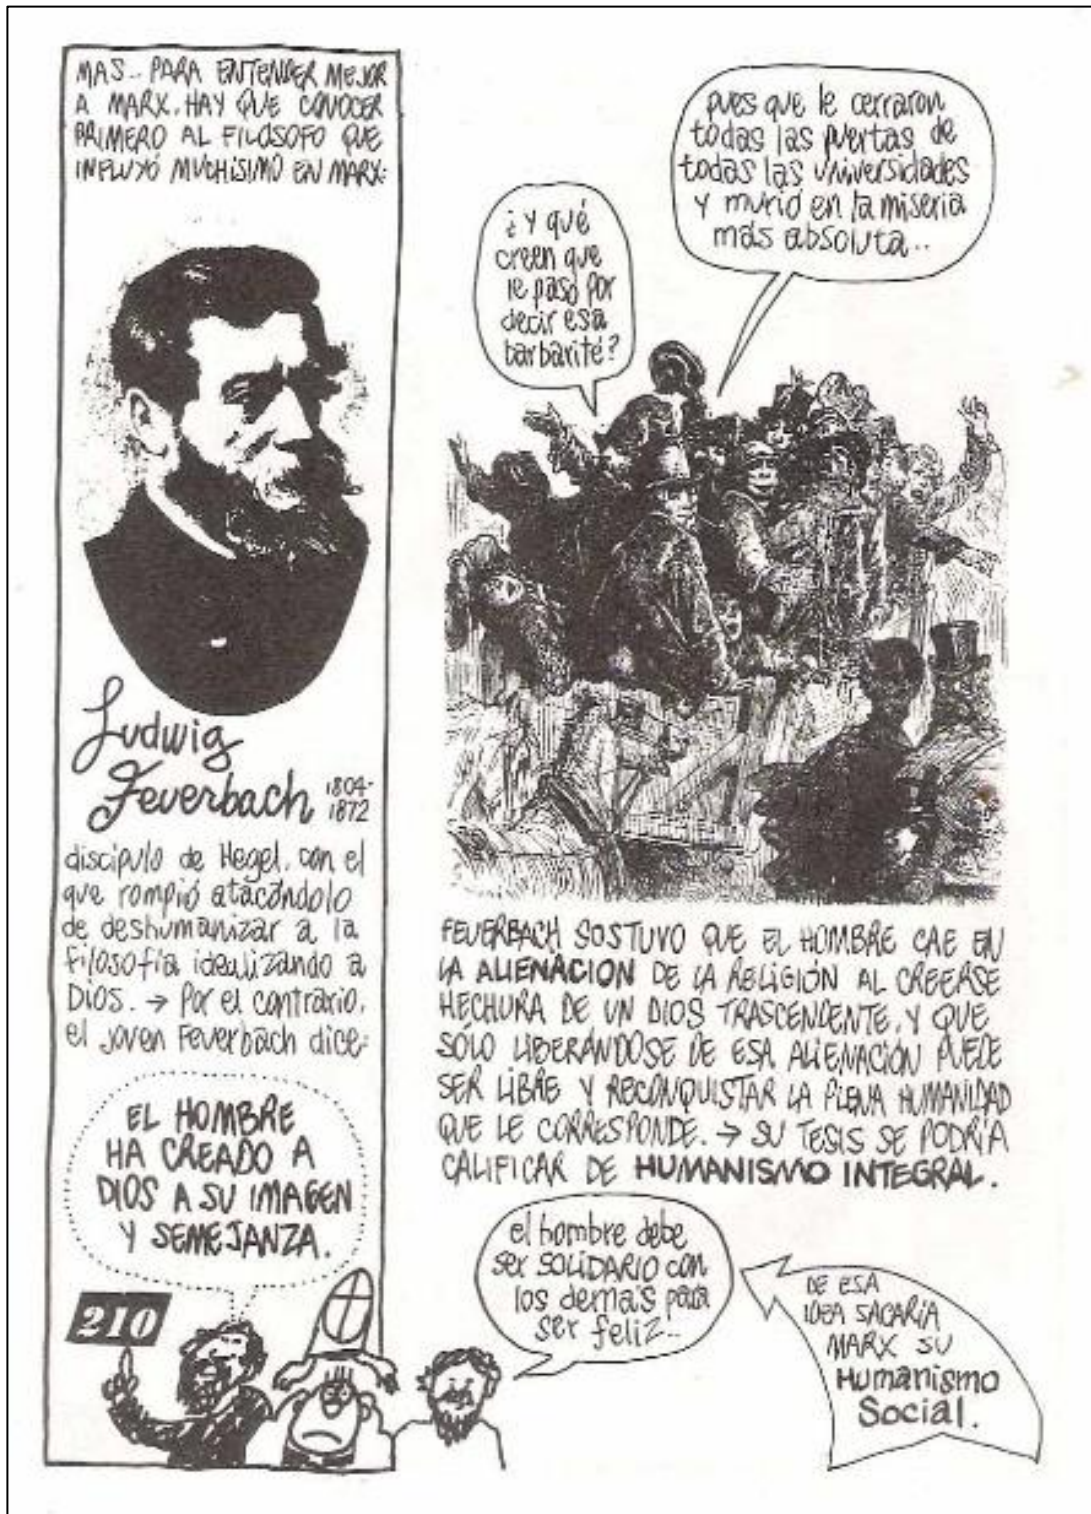 MAS.. PARA ENTENDER MEJOR
A MARX, HAY QUE CONOCER
PRIMERO AL FILOSOFO QUE
INFLUYÓ MUCHISIMO EN MARX:
Ludwig
Feuerbach 1804-
1872
discípulo de Hegel, con el
que rompió atacándolo
de deshumanizar a la
filosofía idealizando a
Dios. → Por el contrario,
el joven Feuerbach dice:
EL HOMBRE
HA CREADO A
DIOS A SU IMAGEN
Y SEMEJANZA.
210
¿Y qué
creen que
le pasó por
decir esa
barbarité?
pues que le cerraron
todas las puertas de
todas las universidades
y murió en la miseria
más absoluta..
FEUERBACH SOSTUVO QUE EL HOMBRE CAE EN
LA ALIENACION DE LA RELIGIÓN AL CREERSE
HECHURA DE UN DIOS TRASCENDENTE, Y QUE
SÓLO LIBERÁNDOSE DE ESA ALIENACIÓN PUEDE
SER LIBRE Y RECONQUISTAR LA PLENA HUMANIDAD
QUE LE CORRESPONDE. → SU TESIS SE PODRÍA
CALIFICAR DE HUMANISMO INTEGRAL.
el hombre debe
ser SOLIDARIO con
los demás para
ser feliz..
DE ESA
IDEA SACARÍA
MARX SU
Humanismo
Social.